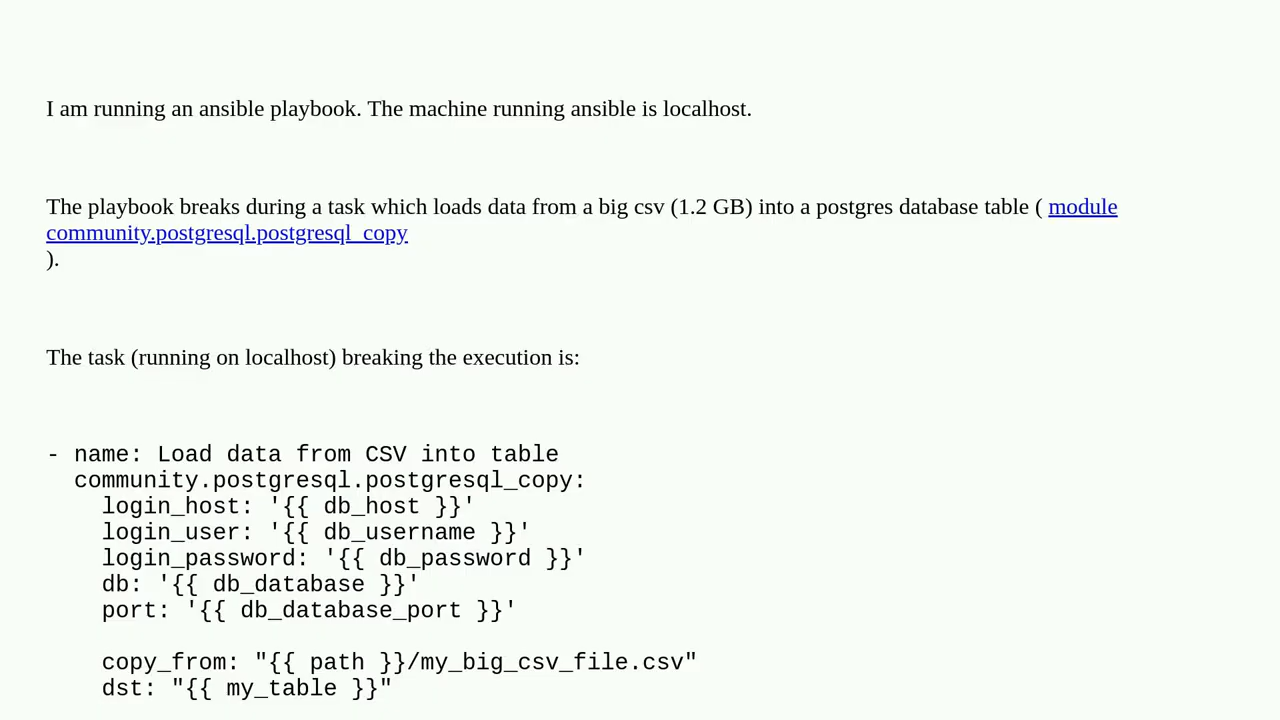 I am running an ansible playbook. The machine running ansible is localhost.
The playbook breaks during a task which loads data from a big csv (1.2 GB) into a postgres database table ( module
community.postgresql.postgresql_copy
).
The task (running on localhost) breaking the execution is:
- name: Load data from CSV into table
  community.postgresql.postgresql_copy:
    login_host: '{{ db_host }}'
    login_user: '{{ db_username }}'
    login_password: '{{ db_password }}'
    db: '{{ db_database }}'
    port: '{{ db_database_port }}'
    copy_from: "{{ path }}/my_big_csv_file.csv"
    dst: "{{ my_table }}"